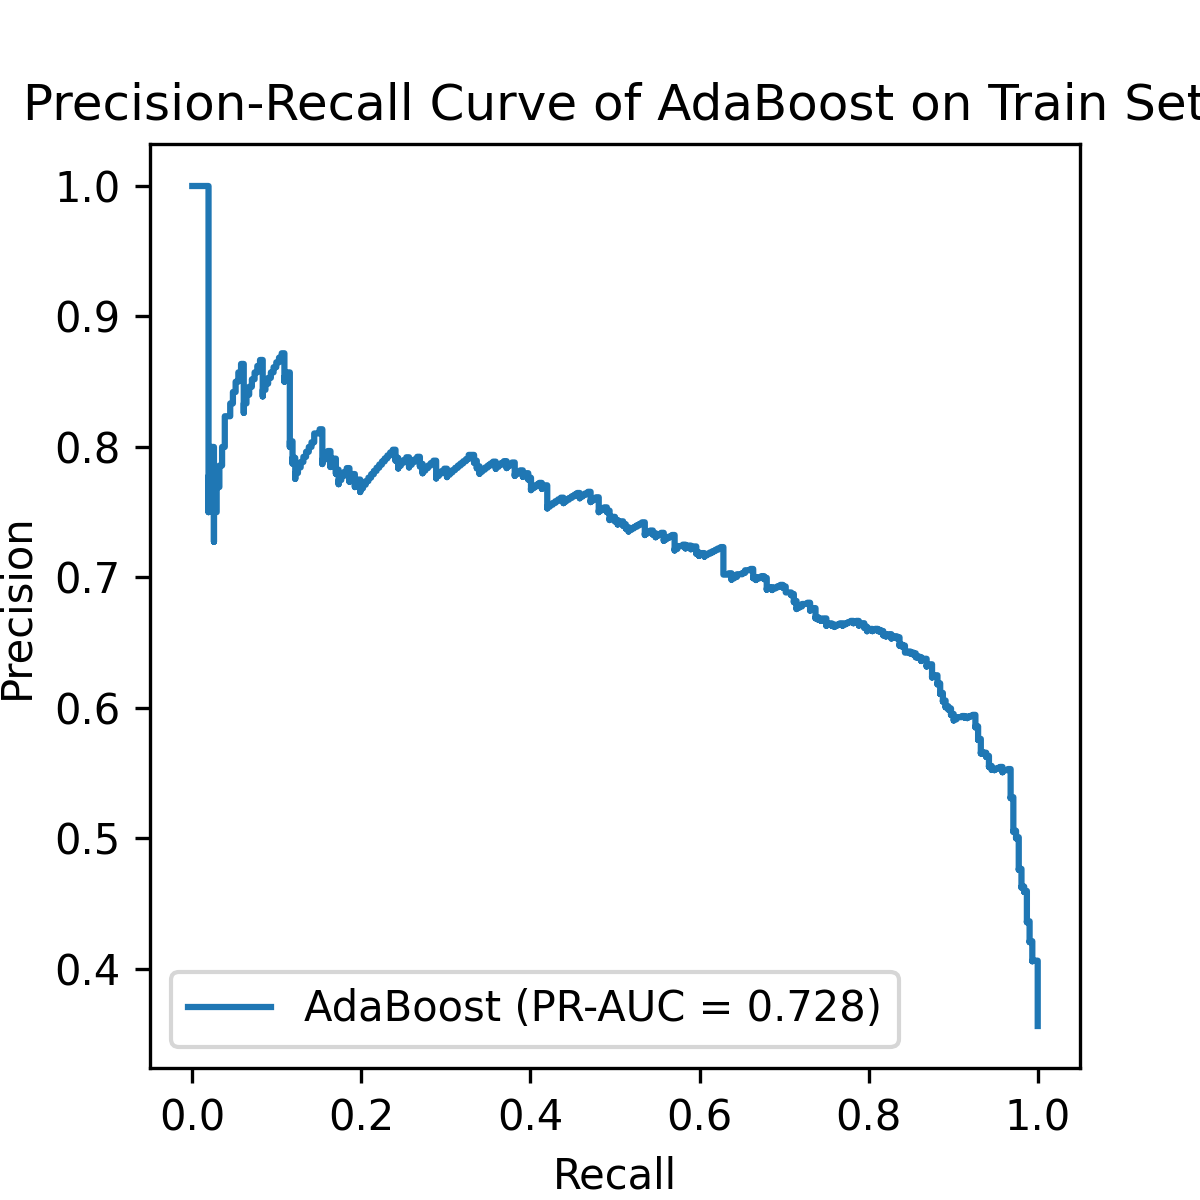 Precision-Recall Curve of AdaBoost on Train Set
1.0
0.9
0.8
0.7
0.6
0.5
0.4
Precision
AdaBoost (PR-AUC = 0.728)
0.0 0.2 0.4 0.6 0.8 1.0
Recall